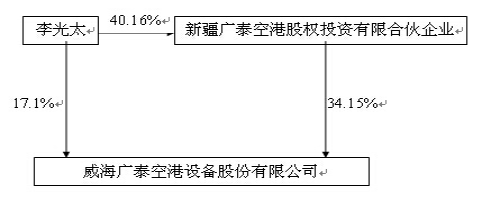 李光太
40.16%
新疆广泰空港股权投资有限合伙企业
17.1%
34.15%
威海广泰空港设备股份有限公司